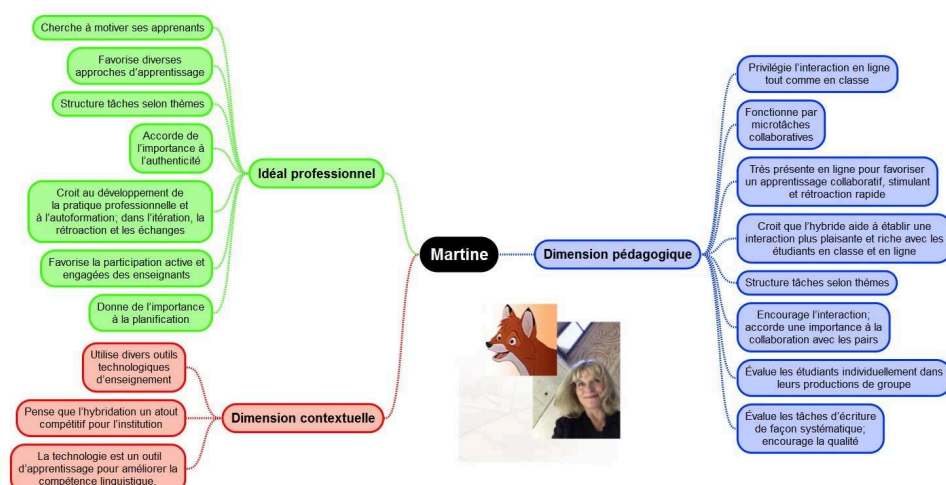 Cherche à motiver ses apprenants
Favorise diverses
approches d'apprentissage
Structure tâches selon thèmes
Accorde de
l'importance à
l'authenticité
Croit au développement de
la pratique professionnelle et
à l'autoformation; dans l'itération, la
rétroaction et les échanges
Favorise la participation active et
engagées des enseignants
Donne de l'importance
à la planification
Idéal professionnel
Utilise divers outils
technologiques
d'enseignement
Pense que l'hybridation un atout
compétitif pour l'institution
La technologie est un outil
d'apprentissage pour améliorer la
compétence linguistique.
Dimension contextuelle
Martine
Dimension pédagogique
Privilégie l'interaction en ligne
tout comme en classe
Fonctionne par
microtâches
collaboratives
Très présente en ligne pour favoriser
un apprentissage collaboratif, stimulant
et rétroaction rapide
Croit que l'hybride aide à établir une
interaction plus plaisante et riche avec les
étudiants en classe et en ligne
Structure tâches selon thèmes
Encourage l'interaction;
accorde une importance à la
collaboration avec les pairs
Évalue les étudiants individuellement dans
leurs productions de groupe
Évalue les tâches d'écriture
de façon systématique;
encourage la qualité